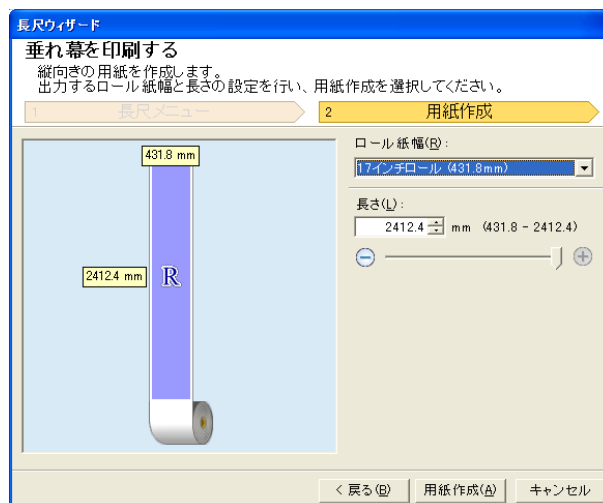 長尺ウィザード
垂れ幕を印刷する
縦向きの用紙を作成します。
出力するロール紙幅と長さの設定を行い、用紙作成を選択してください。
1 長尺メニュー 2 用紙作成
431.8 mm
2412.4 mm
R
ロール紙幅(R):
17インチロール (431.8mm)
長さ(L):
2412.4 mm (431.8 - 2412.4)
< 戻る(B) 用紙作成(A) キャンセル